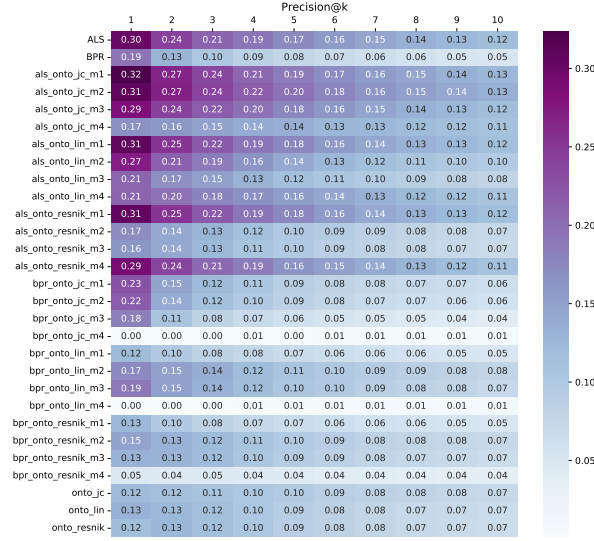 Precision@k
1 2 3 4 5 6 7 8 9 10
ALS 0.30 0.24 0.21 0.19 0.17 0.16 0.15 0.14 0.13 0.12
BPR 0.19 0.13 0.10 0.09 0.08 0.07 0.06 0.06 0.05 0.05
als_onto_jc_m1 0.32 0.27 0.24 0.21 0.19 0.17 0.16 0.15 0.14 0.13
als_onto_jc_m2 0.31 0.27 0.24 0.22 0.20 0.18 0.16 0.15 0.14 0.13
als_onto_jc_m3 0.29 0.24 0.22 0.20 0.18 0.16 0.15 0.14 0.13 0.12
als_onto_jc_m4 0.17 0.16 0.15 0.14 0.14 0.13 0.13 0.12 0.12 0.11
als_onto_lin_m1 0.31 0.25 0.22 0.19 0.18 0.16 0.14 0.13 0.13 0.12
als_onto_lin_m2 0.27 0.21 0.19 0.16 0.14 0.13 0.12 0.11 0.10 0.10
als_onto_lin_m3 0.21 0.17 0.15 0.13 0.12 0.11 0.10 0.09 0.08 0.08
als_onto_lin_m4 0.21 0.20 0.18 0.17 0.16 0.14 0.13 0.12 0.12 0.11
als_onto_resnik_m1 0.31 0.25 0.22 0.19 0.18 0.16 0.14 0.13 0.13 0.12
als_onto_resnik_m2 0.17 0.14 0.13 0.12 0.10 0.09 0.09 0.08 0.08 0.07
als_onto_resnik_m3 0.16 0.14 0.13 0.11 0.10 0.09 0.08 0.08 0.07 0.07
als_onto_resnik_m4 0.29 0.24 0.21 0.19 0.16 0.15 0.14 0.13 0.12 0.11
bpr_onto_jc_m1 0.23 0.15 0.12 0.11 0.09 0.08 0.08 0.07 0.07 0.06
bpr_onto_jc_m2 0.22 0.14 0.12 0.10 0.09 0.08 0.07 0.07 0.06 0.06
bpr_onto_jc_m3 0.18 0.11 0.08 0.07 0.06 0.05 0.05 0.05 0.04 0.04
bpr_onto_jc_m4 0.00 0.00 0.00 0.01 0.00 0.01 0.01 0.01 0.01 0.01
bpr_onto_lin_m1 0.12 0.10 0.08 0.08 0.07 0.06 0.06 0.06 0.05 0.05
bpr_onto_lin_m2 0.17 0.15 0.14 0.12 0.11 0.10 0.09 0.09 0.08 0.08
bpr_onto_lin_m3 0.19 0.15 0.14 0.12 0.10 0.10 0.09 0.08 0.08 0.07
bpr_onto_lin_m4 0.00 0.00 0.00 0.01 0.01 0.01 0.01 0.01 0.01 0.01
bpr_onto_resnik_m1 0.13 0.10 0.08 0.07 0.07 0.06 0.06 0.06 0.05 0.05
bpr_onto_resnik_m2 0.15 0.13 0.12 0.11 0.10 0.09 0.08 0.08 0.08 0.07
bpr_onto_resnik_m3 0.13 0.13 0.12 0.10 0.10 0.09 0.08 0.08 0.07 0.07
bpr_onto_resnik_m4 0.05 0.04 0.05 0.04 0.04 0.04 0.04 0.04 0.04 0.04
onto_jc 0.12 0.12 0.11 0.10 0.10 0.09 0.08 0.08 0.08 0.07
onto_lin 0.13 0.13 0.12 0.10 0.09 0.08 0.08 0.07 0.07 0.07
onto_resnik 0.12 0.13 0.12 0.10 0.09 0.08 0.08 0.07 0.07 0.07
0.30
0.25
0.20
0.15
0.10
0.05